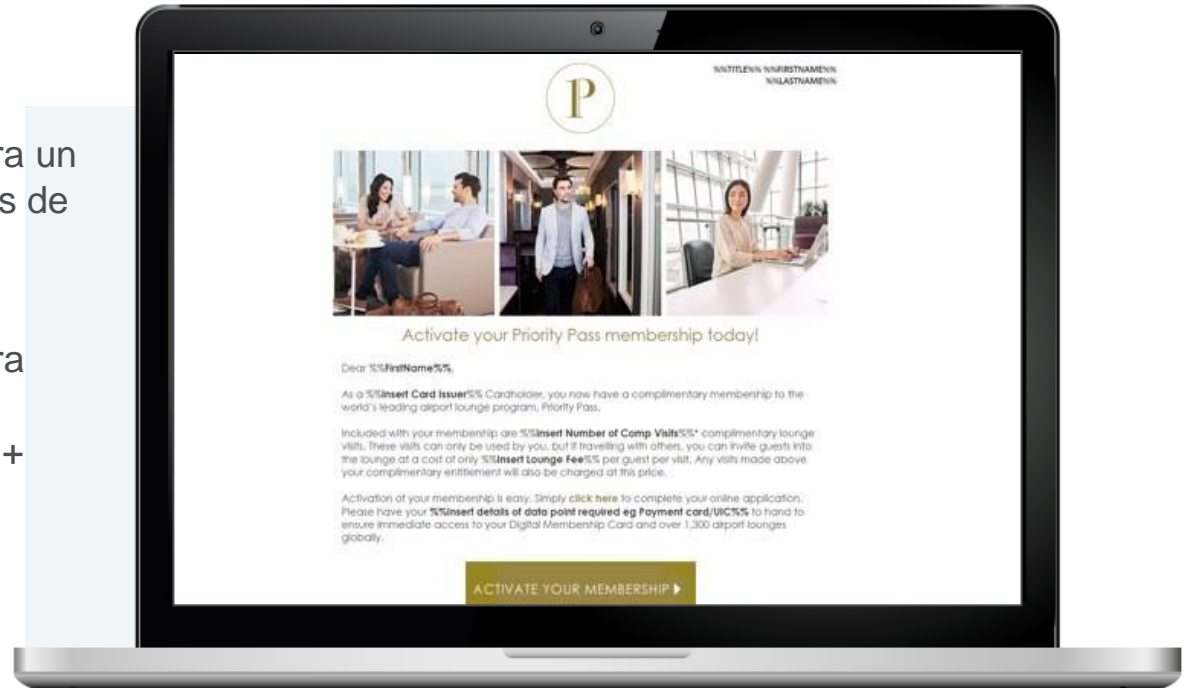 ra un
s de
ra
+
P
%%TITLE%% %%FIRSTNAME%%
%%LASTNAME%%
Activate your Priority Pass membership today!
Dear %%FirstName%%,
As a %%Insert Card Issuer%% Cardholder, you now have a complimentary membership to the
world's leading airport lounge program, Priority Pass.
Included with your membership are %%Insert Number of Comp Visits%%* complimentary lounge
visits. These visits can only be used by you, but if travelling with others, you can invite guests into
the lounge at a cost of only %%Insert Lounge Fee%% per guest per visit. Any visits made above
your complimentary entitlement will also be charged at this price.
Activation of your membership is easy. Simply click here to complete your online application.
Please have your %%Insert details of data point required eg Payment card/UIC%% to hand to
ensure immediate access to your Digital Membership Card and over 1,300 airport lounges
globally.
ACTIVATE YOUR MEMBERSHIP